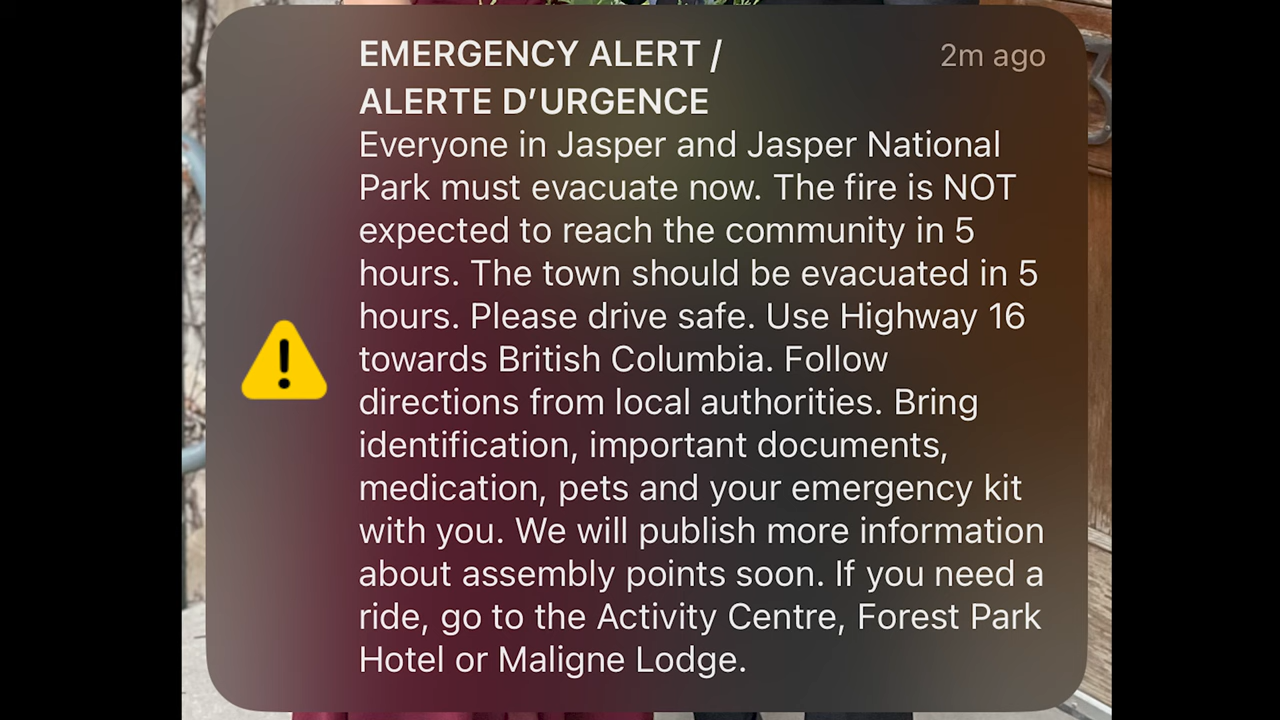 EMERGENCY ALERT /
2m ago
ALERTE D’URGENCE
Everyone in Jasper and Jasper National
Park must evacuate now. The fire is NOT
expected to reach the community in 5
hours. The town should be evacuated in 5
hours. Please drive safe. Use Highway 16
towards British Columbia. Follow
directions from local authorities. Bring
identification, important documents,
medication, pets and your emergency kit
with you. We will publish more information
about assembly points soon. If you need a
ride, go to the Activity Centre, Forest Park
Hotel or Maligne Lodge.